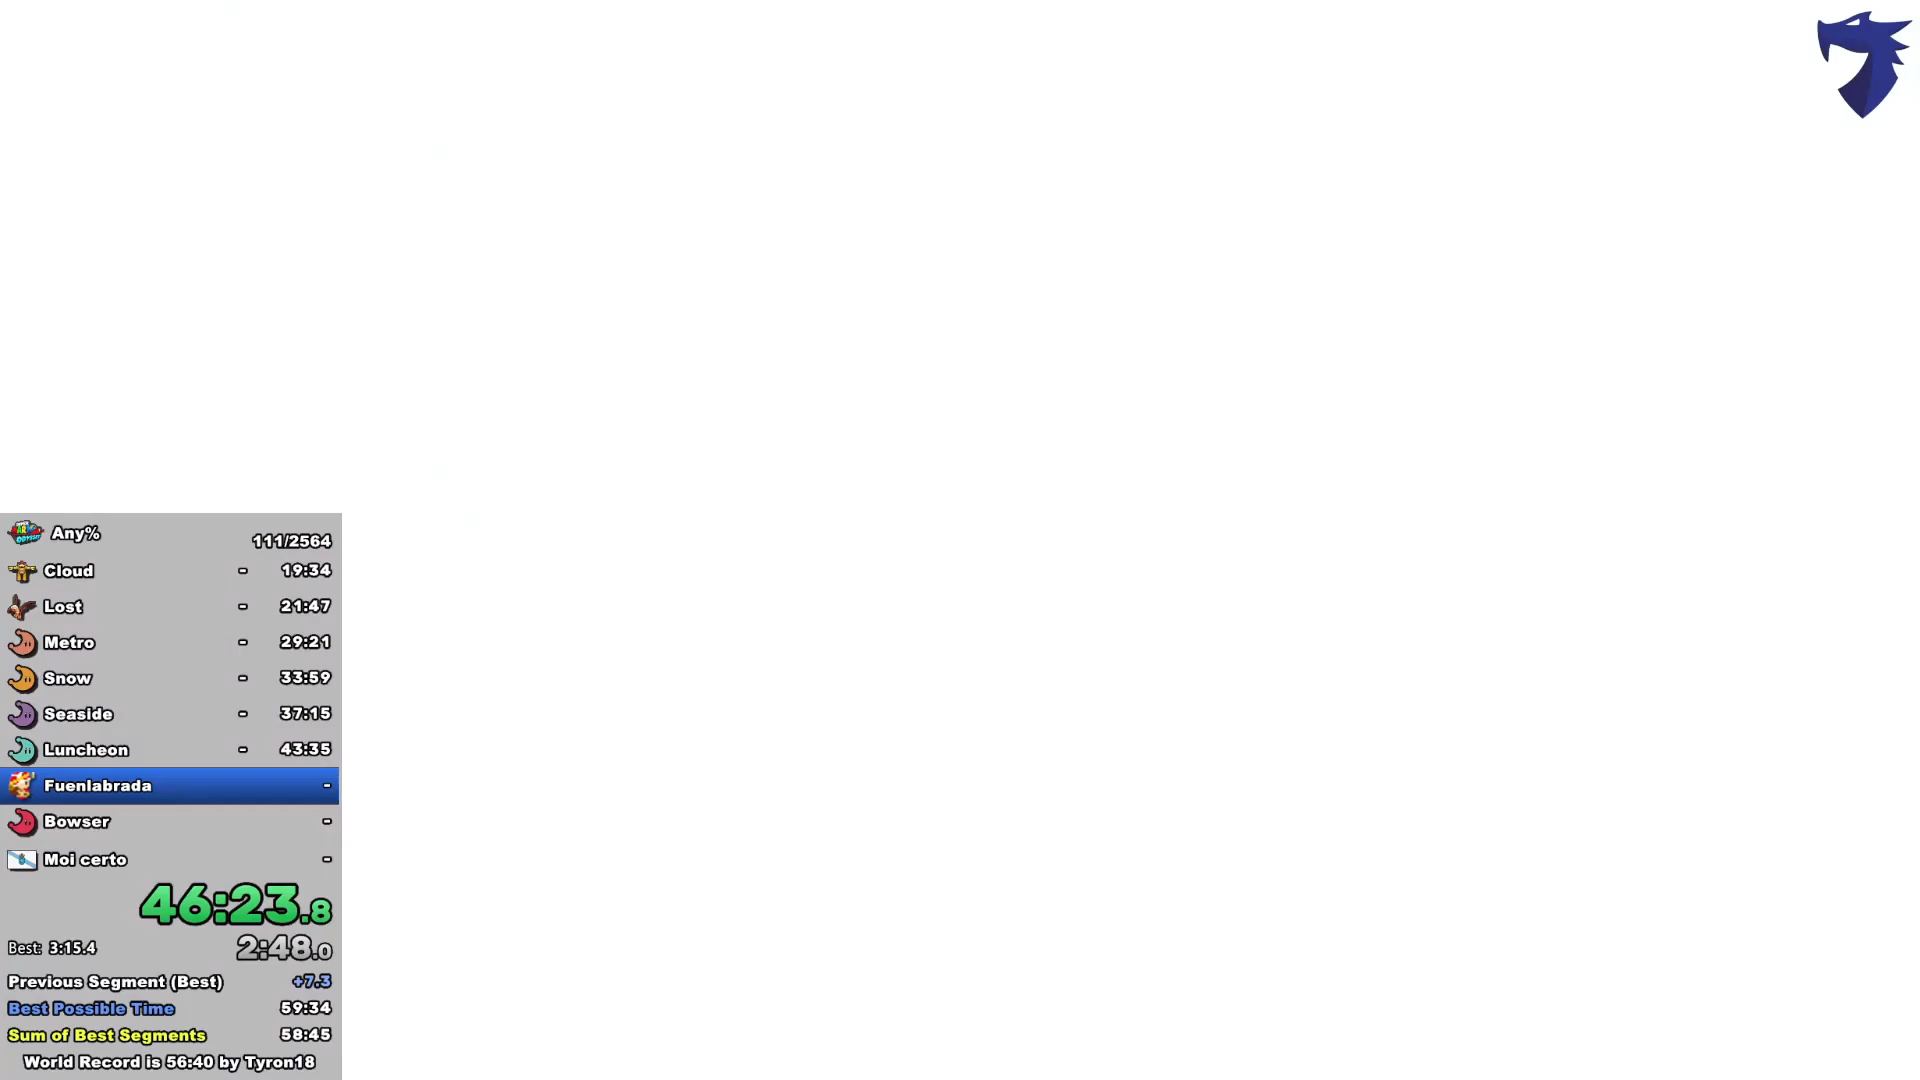 Any%
111/2564
Cloud - 19:34
Lost - 21:47
Metro - 29:21
Snow - 33:59
Seaside - 37:15
Luncheon - 43:35
Fuenlabrada -
Bowser -
Moi certo -
46:23.8
Best: 3:15.4 2:48.0
Previous Segment (Best) +7.3
Best Possible Time 59:34
Sum of Best Segments 58:45
World Record is 56:40 by Tyron18